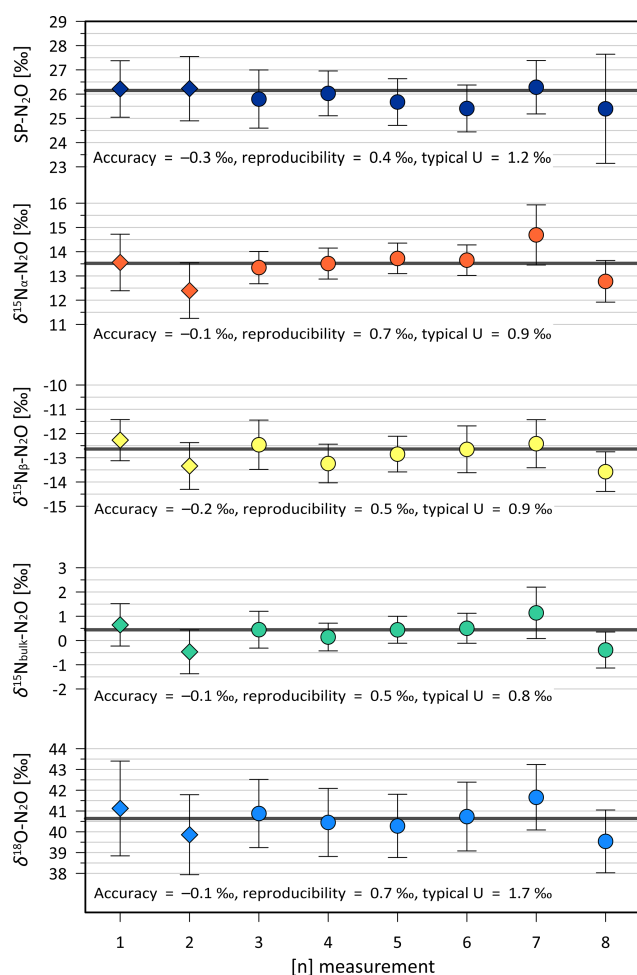 SP-N₂O [‰]
29
28
27
26
25
24
23
Accuracy = –0.3 ‰, reproducibility = 0.4 ‰, typical U = 1.2 ‰
δ¹⁵Nα-N₂O [‰]
16
15
14
13
12
11
Accuracy = –0.1 ‰, reproducibility = 0.7 ‰, typical U = 0.9 ‰
δ¹⁵Nβ-N₂O [‰]
-10
-11
-12
-13
-14
-15
Accuracy = –0.2 ‰, reproducibility = 0.5 ‰, typical U = 0.9 ‰
δ¹⁵Nbulk-N₂O [‰]
3
2
1
0
-1
-2
Accuracy = –0.1 ‰, reproducibility = 0.5 ‰, typical U = 0.8 ‰
δ¹⁸O-N₂O [‰]
44
43
42
41
40
39
38
Accuracy = –0.1 ‰, reproducibility = 0.7 ‰, typical U = 1.7 ‰
1 2 3 4 5 6 7 8
[n] measurement